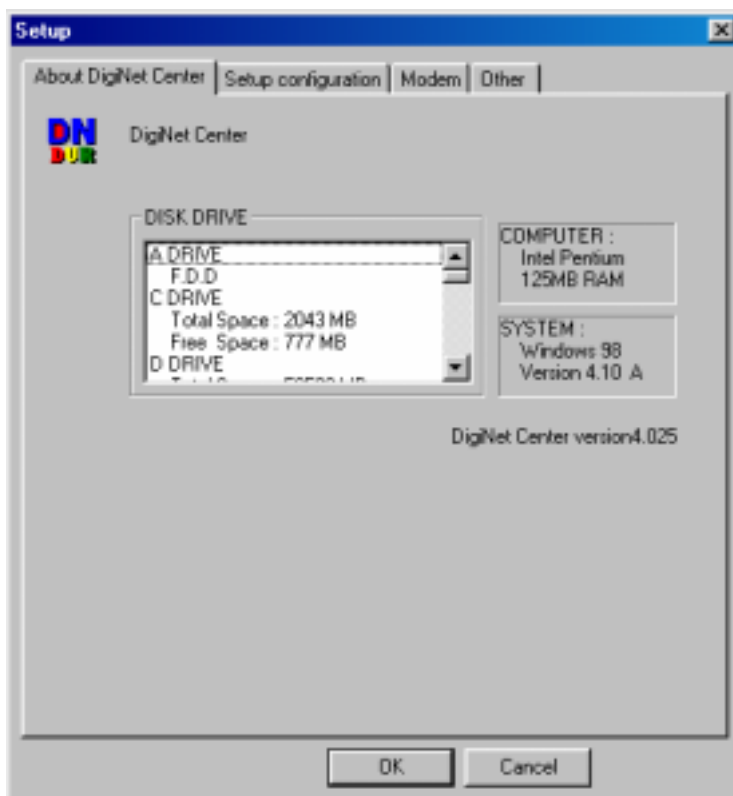 Setup
About DigiNet Center
Setup configuration
Modem
Other
DN
DVR
DigiNet Center
DISK DRIVE
A DRIVE
F.D.D
C DRIVE
Total Space : 2043 MB
Free Space : 777 MB
D DRIVE
COMPUTER :
Intel Pentium
125MB RAM
SYSTEM :
Windows 98
Version 4.10 A
DigiNet Center version4.025
OK
Cancel